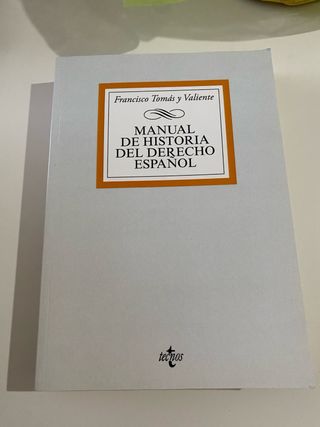 Francisco Tomás y Valiente
MANUAL
DE HISTORIA
DEL DERECHO
ESPAÑOL
tecnos